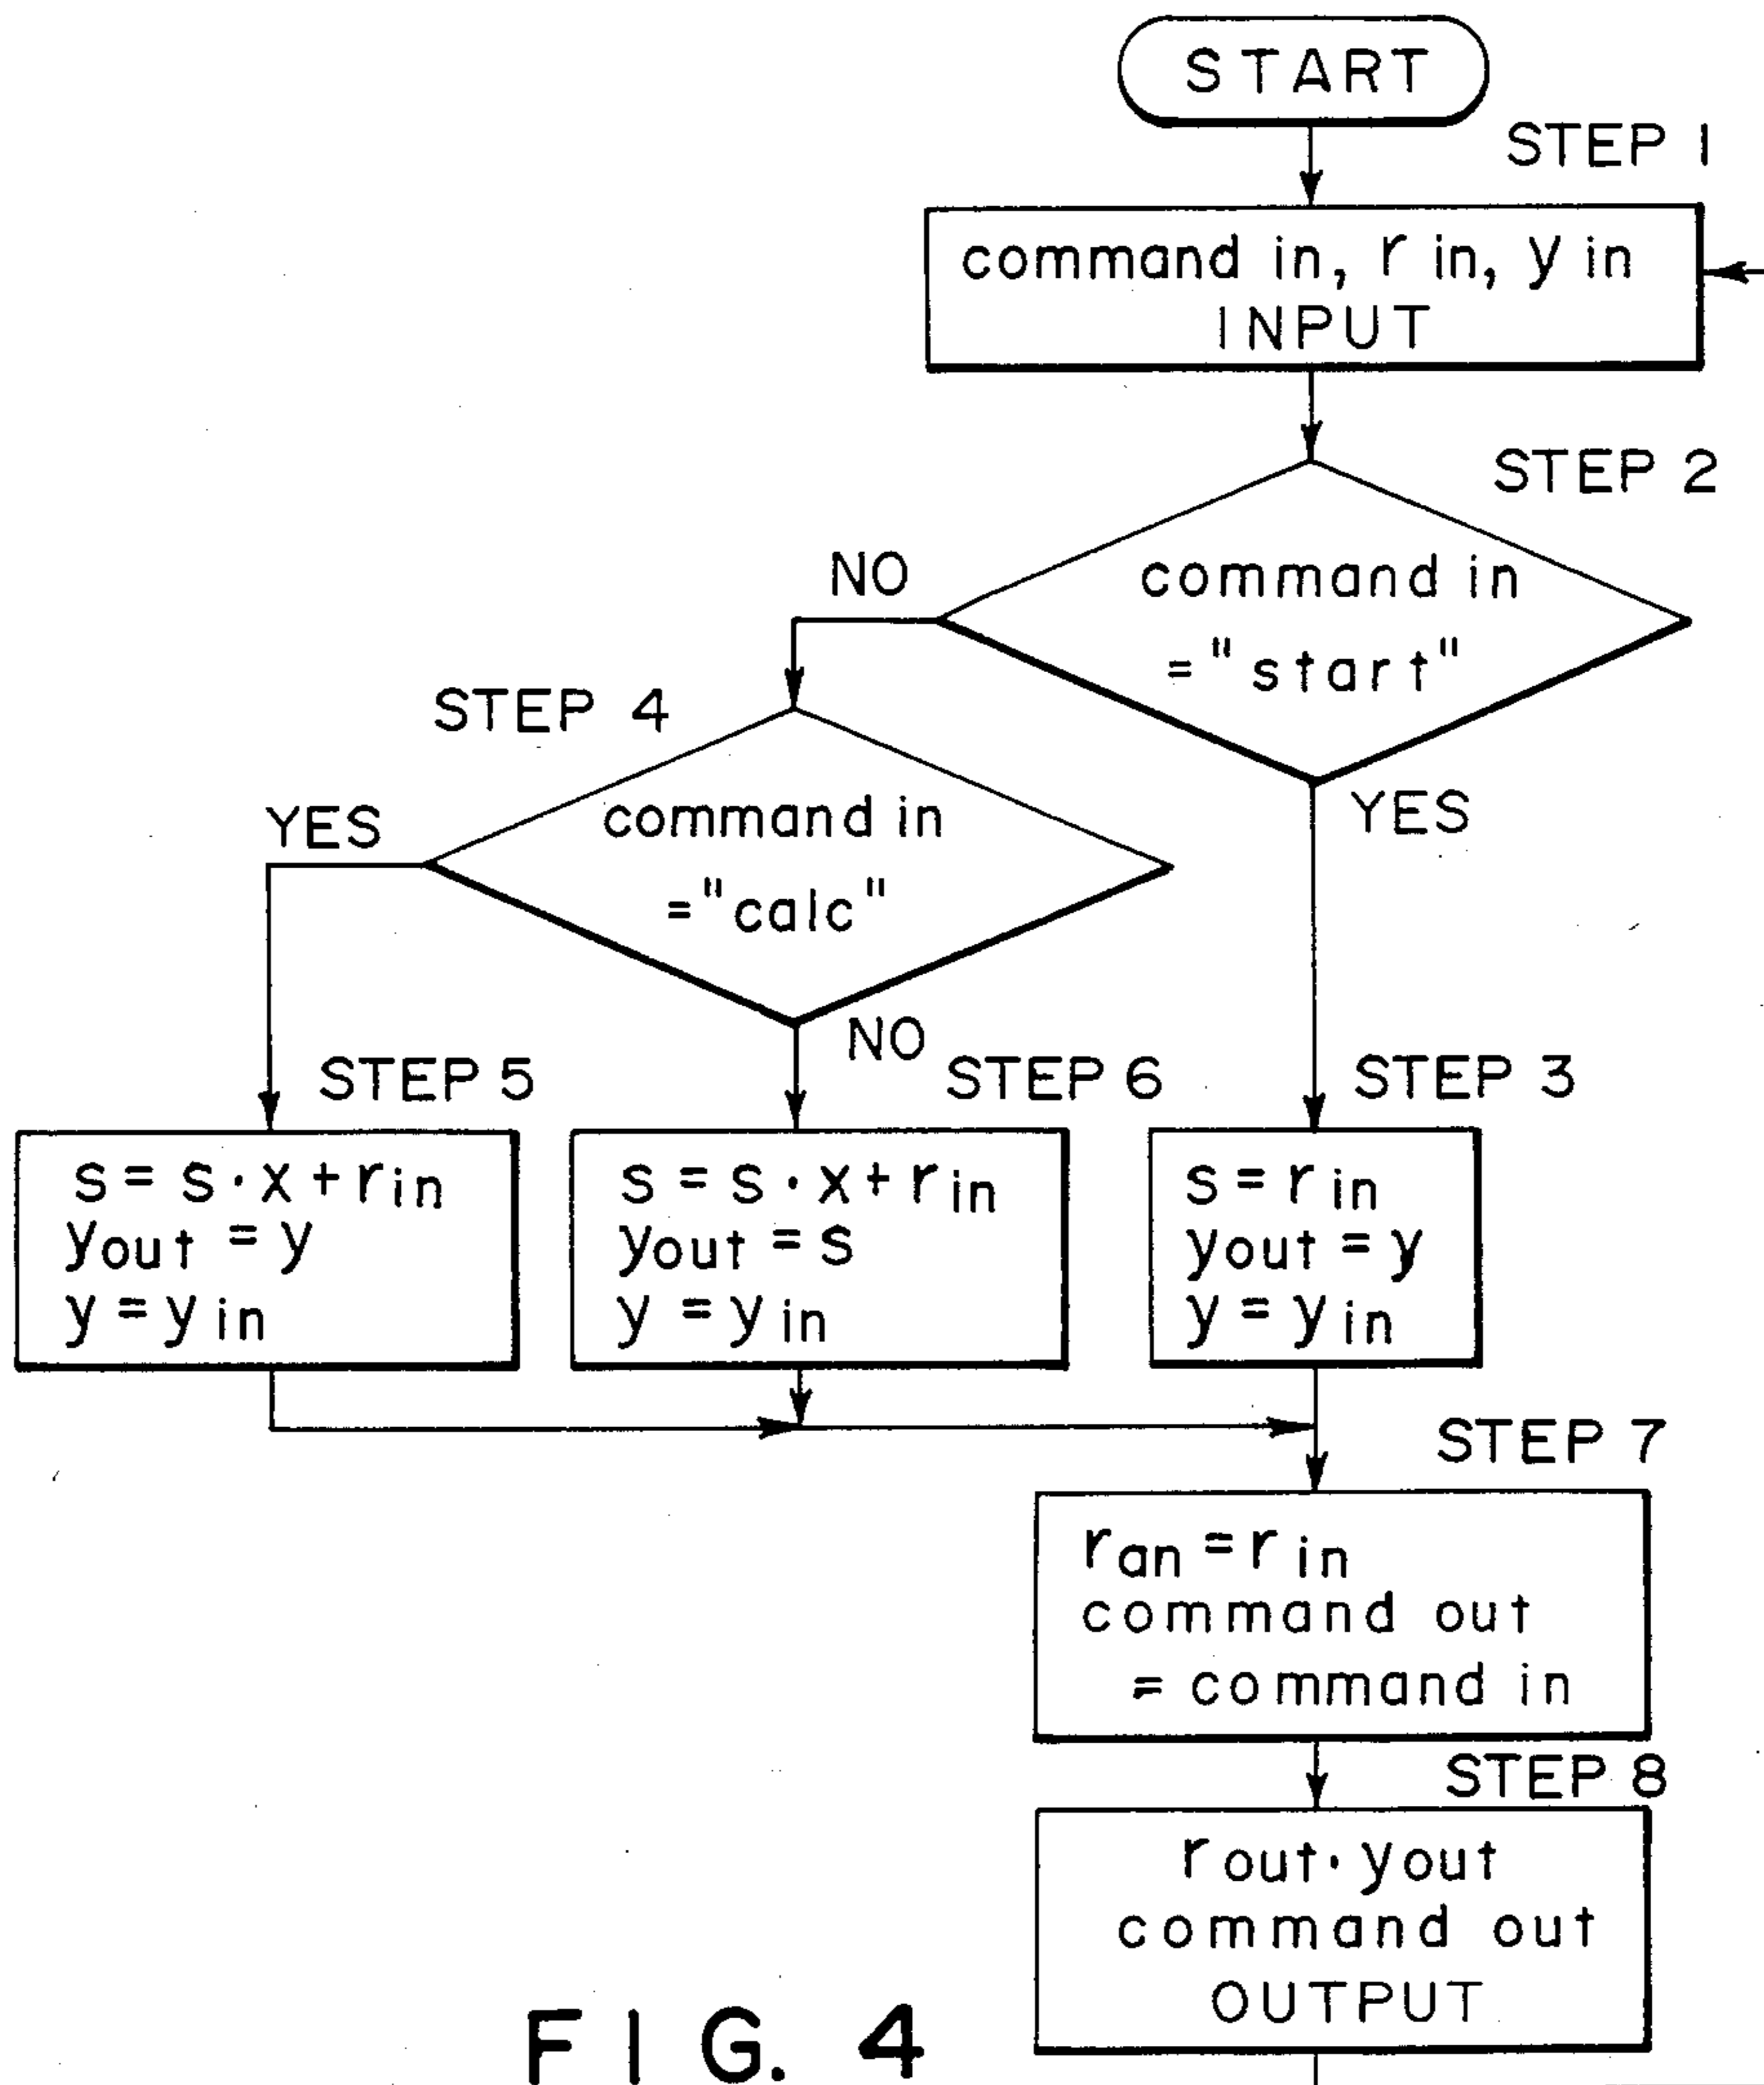 START
STEP 1
command in, r in, y in
INPUT
STEP 2
command in
="start"
NO
YES
STEP 4
command in
="calc"
YES
NO
STEP 5
s = s·x+rin
yout = y
y = yin
STEP 6
s = s·x+rin
yout = s
y = yin
STEP 3
s = rin
yout = y
y = yin
STEP 7
ran = rin
command out
= command in
STEP 8
rout·yout
command out
OUTPUT
FIG. 4